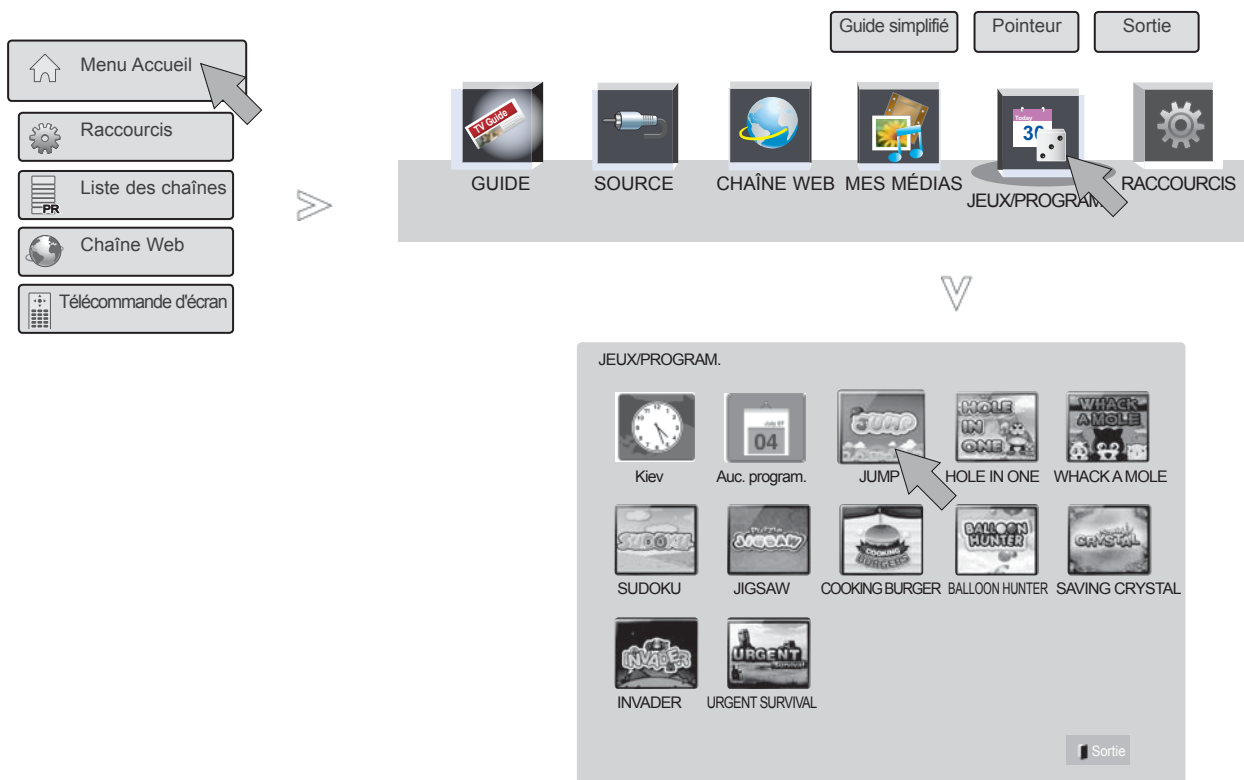 Guide simplifié
Pointeur
Sortie
Menu Accueil
Raccourcis
Liste des chaînes
PR
Chaîne Web
Télécommande d'écran
TV Guide
Today
30
GUIDE
SOURCE
CHAÎNE WEB
MES MÉDIAS
JEUX/PROGRAM.
RACCOURCIS
JEUX/PROGRAM.
July 07
04
JUMP
HOLE
IN
ONE
WHACK
A MOLE
Kiev
Auc. program.
JUMP
HOLE IN ONE
WHACK A MOLE
SUDOKU
Puzzle
JIGSAW
COOKING
BURGERS
BALLOON
HUNTER
CRYSTAL
SUDOKU
JIGSAW
COOKING BURGER
BALLOON HUNTER
SAVING CRYSTAL
INVADER
URGENT
Survival
INVADER
URGENT SURVIVAL
Sortie